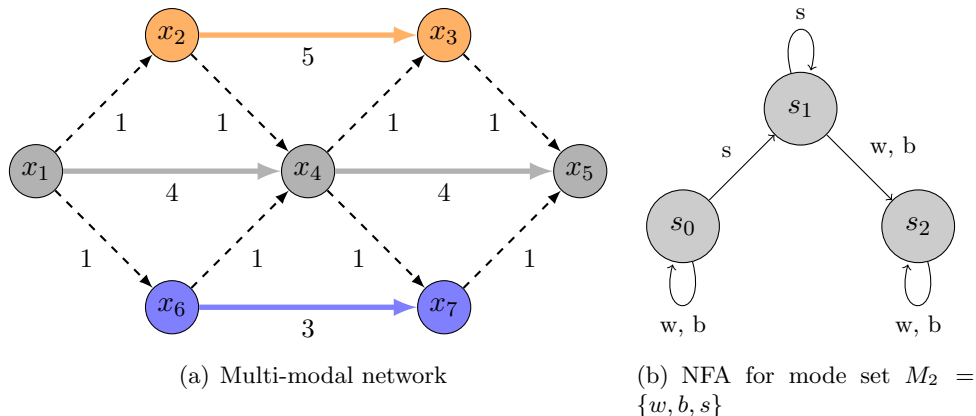 x₂ x₃
5
1 1 1 1
x₁ x₄ x₅
4 4
1 1 1 1
x₆ x₇
3
(a) Multi-modal network
s
s₁
s w, b
s₀ s₂
w, b w, b
(b) NFA for mode set M₂ =
{w, b, s}